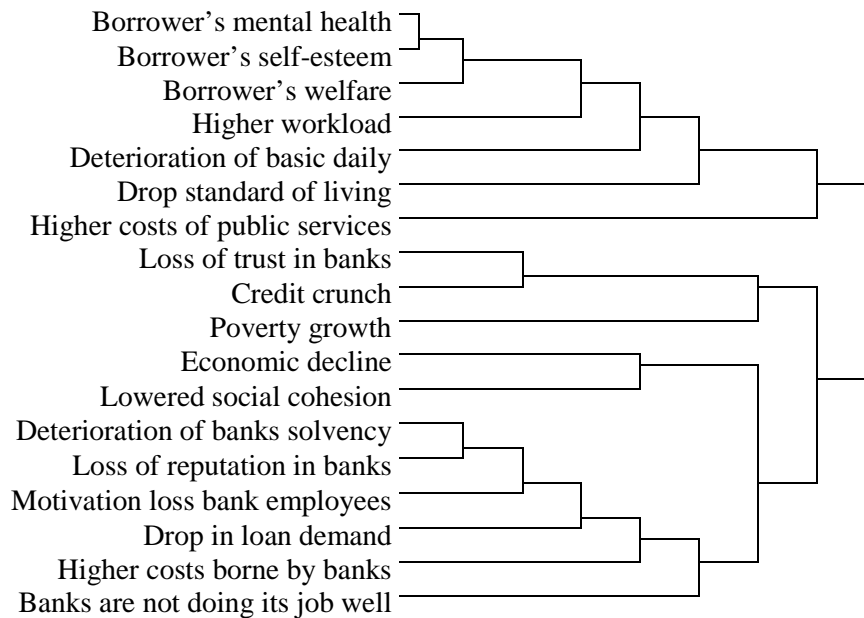 Borrower’s mental health
Borrower’s self-esteem
Borrower’s welfare
Higher workload
Deterioration of basic daily
Drop standard of living
Higher costs of public services
Loss of trust in banks
Credit crunch
Poverty growth
Economic decline
Lowered social cohesion
Deterioration of banks solvency
Loss of reputation in banks
Motivation loss bank employees
Drop in loan demand
Higher costs borne by banks
Banks are not doing its job well